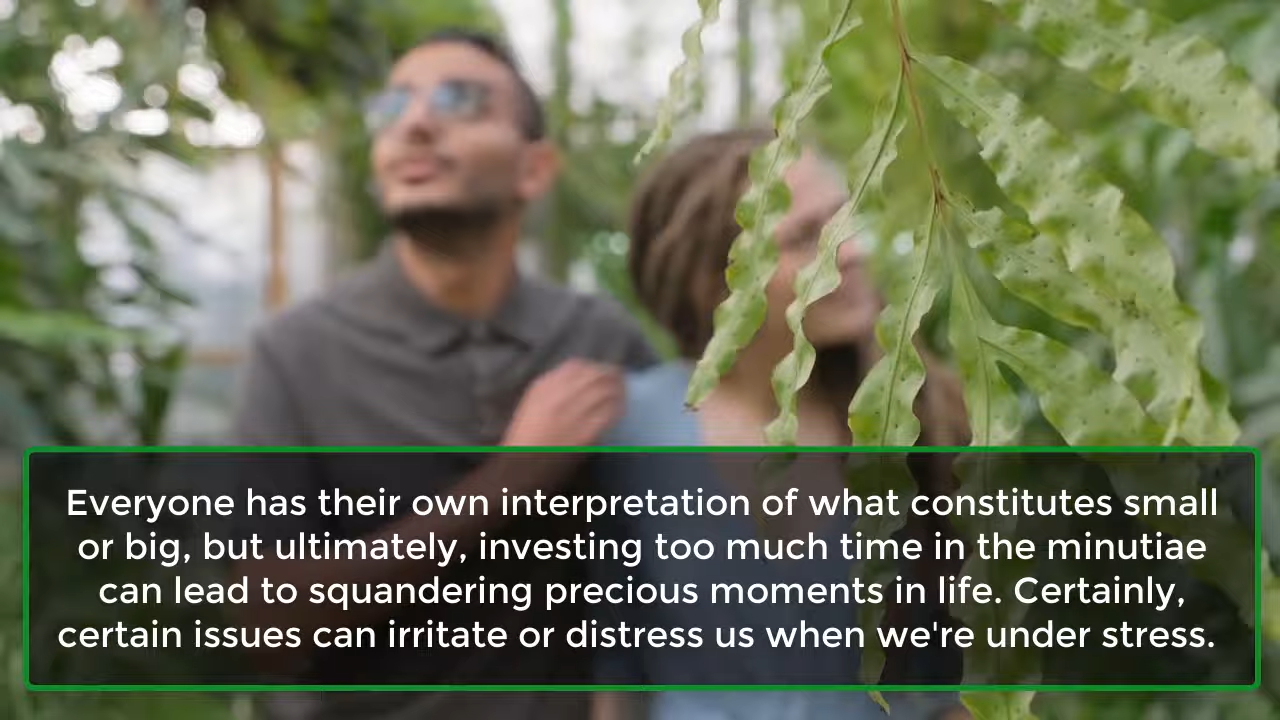 Everyone has their own interpretation of what constitutes small
or big, but ultimately, investing too much time in the minutiae
can lead to squandering precious moments in life. Certainly,
certain issues can irritate or distress us when we're under stress.